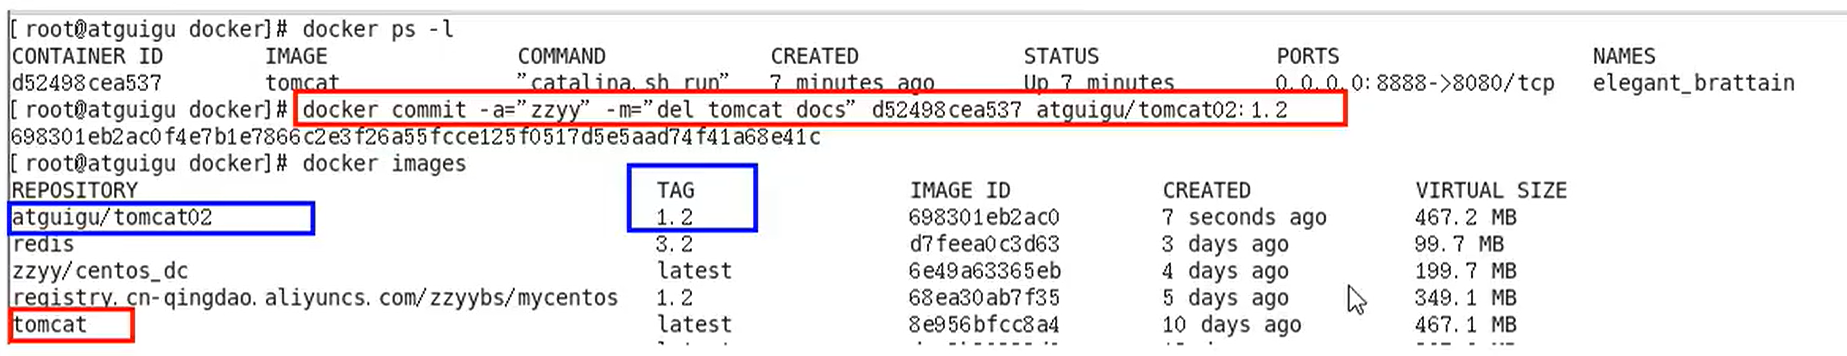 [ root@atguigu docker]# docker ps -l
CONTAINER ID IMAGE COMMAND CREATED STATUS PORTS NAMES
d52498cea537 tomcat "catalina.sh run" 7 minutes ago Up 7 minutes 0.0.0.0:8888->8080/tcp elegant_brattain
[ root@atguigu docker]# docker commit -a="zzyy" -m="del tomcat docs" d52498cea537 atguigu/tomcat02:1.2
698301eb2ac0f4e7b1e7866c2e3f26a55fcce125f0517d5e5aad74f41a68e41c
[ root@atguigu docker]# docker images
REPOSITORY TAG IMAGE ID CREATED VIRTUAL SIZE
atguigu/tomcat02 1.2 698301eb2ac0 7 seconds ago 467.2 MB
redis 3.2 d7feea0c3d63 3 days ago 99.7 MB
zzyy/centos_dc latest 6e49a63365eb 4 days ago 199.7 MB
registry.cn-qingdao.aliyuncs.com/zzyybs/mycentos 1.2 68ea30ab7f35 5 days ago 349.1 MB
tomcat latest 8e956bfcc8a4 10 days ago 467.1 MB